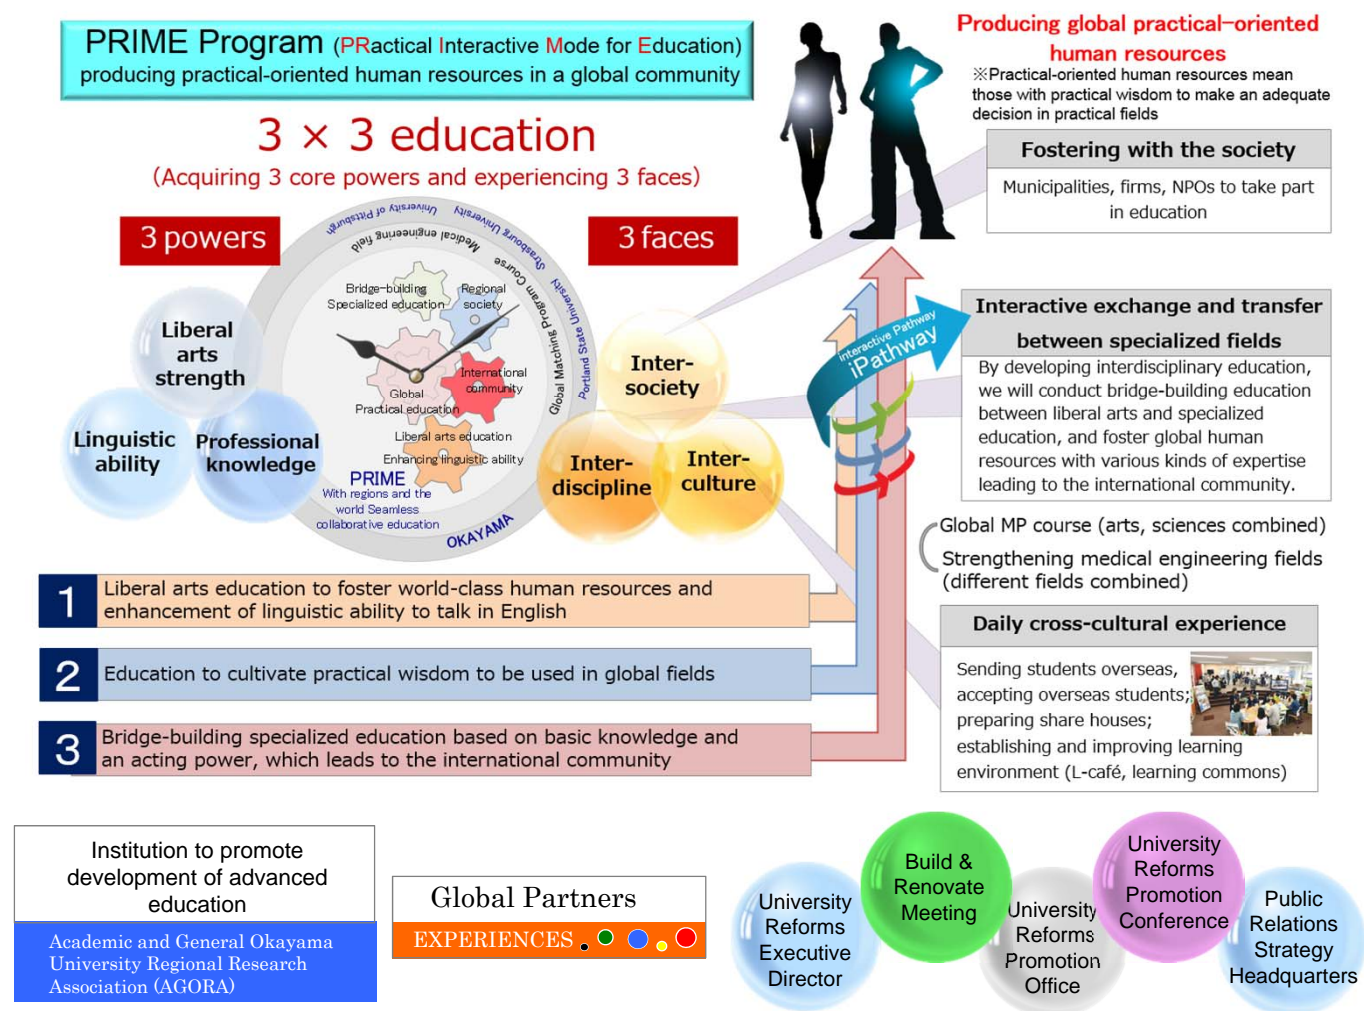 PRIME Program (PRactical Interactive Mode for Education)
producing practical-oriented human resources in a global community
3 × 3 education
(Acquiring 3 core powers and experiencing 3 faces)
3 powers
3 faces
Liberal
arts
strength
Linguistic
ability
Professional
knowledge
University of Pittsburgh
Strasbourg University
Portland State University
Medical engineering field
Global Matching Program Course
Bridge-building
Specialized education
Regional
society
International
community
Global
Practical education
Liberal arts education
Enhancing linguistic ability
PRIME
With regions and the
world Seamless
collaborative education
OKAYAMA
Inter-
society
Inter-
discipline
Inter-
culture
Producing global practical-oriented
human resources
※Practical-oriented human resources mean
those with practical wisdom to make an adequate
decision in practical fields
Fostering with the society
Municipalities, firms, NPOs to take part
in education
Interactive Pathway
iPathway
Interactive exchange and transfer
between specialized fields
By developing interdisciplinary education,
we will conduct bridge-building education
between liberal arts and specialized
education, and foster global human
resources with various kinds of expertise
leading to the international community.
Global MP course (arts, sciences combined)
Strengthening medical engineering fields
(different fields combined)
Daily cross-cultural experience
Sending students overseas,
accepting overseas students;
preparing share houses;
establishing and improving learning
environment (L-café, learning commons)
1
Liberal arts education to foster world-class human resources and
enhancement of linguistic ability to talk in English
2
Education to cultivate practical wisdom to be used in global fields
3
Bridge-building specialized education based on basic knowledge and
an acting power, which leads to the international community
Institution to promote
development of advanced
education
Academic and General Okayama
University Regional Research
Association (AGORA)
Global Partners
EXPERIENCES
University
Reforms
Executive
Director
Build &
Renovate
Meeting
University
Reforms
Promotion
Office
University
Reforms
Promotion
Conference
Public
Relations
Strategy
Headquarters